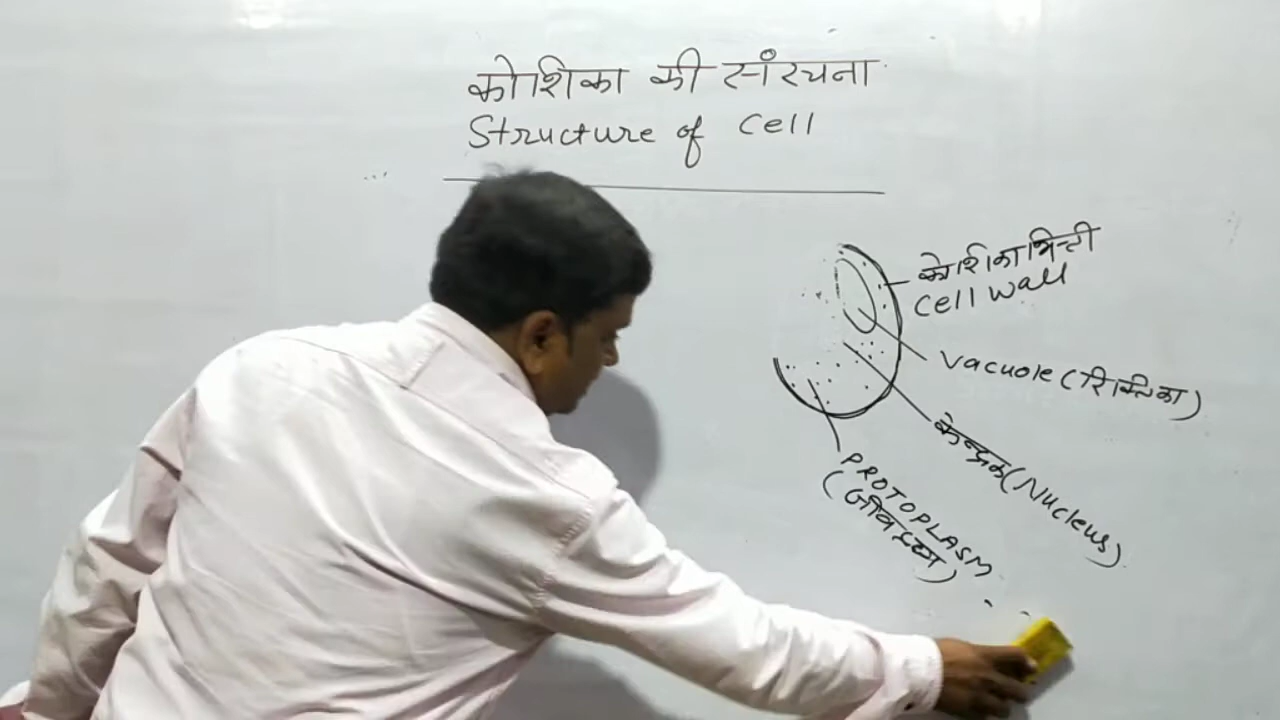 कोशिका की संरचना
Structure of Cell
कोशिका भित्ती
Cell wall
Vacuole (रिक्तिका)
केन्द्रक (Nucleus)
PROTOPLASM
(जीवद्रव्य)